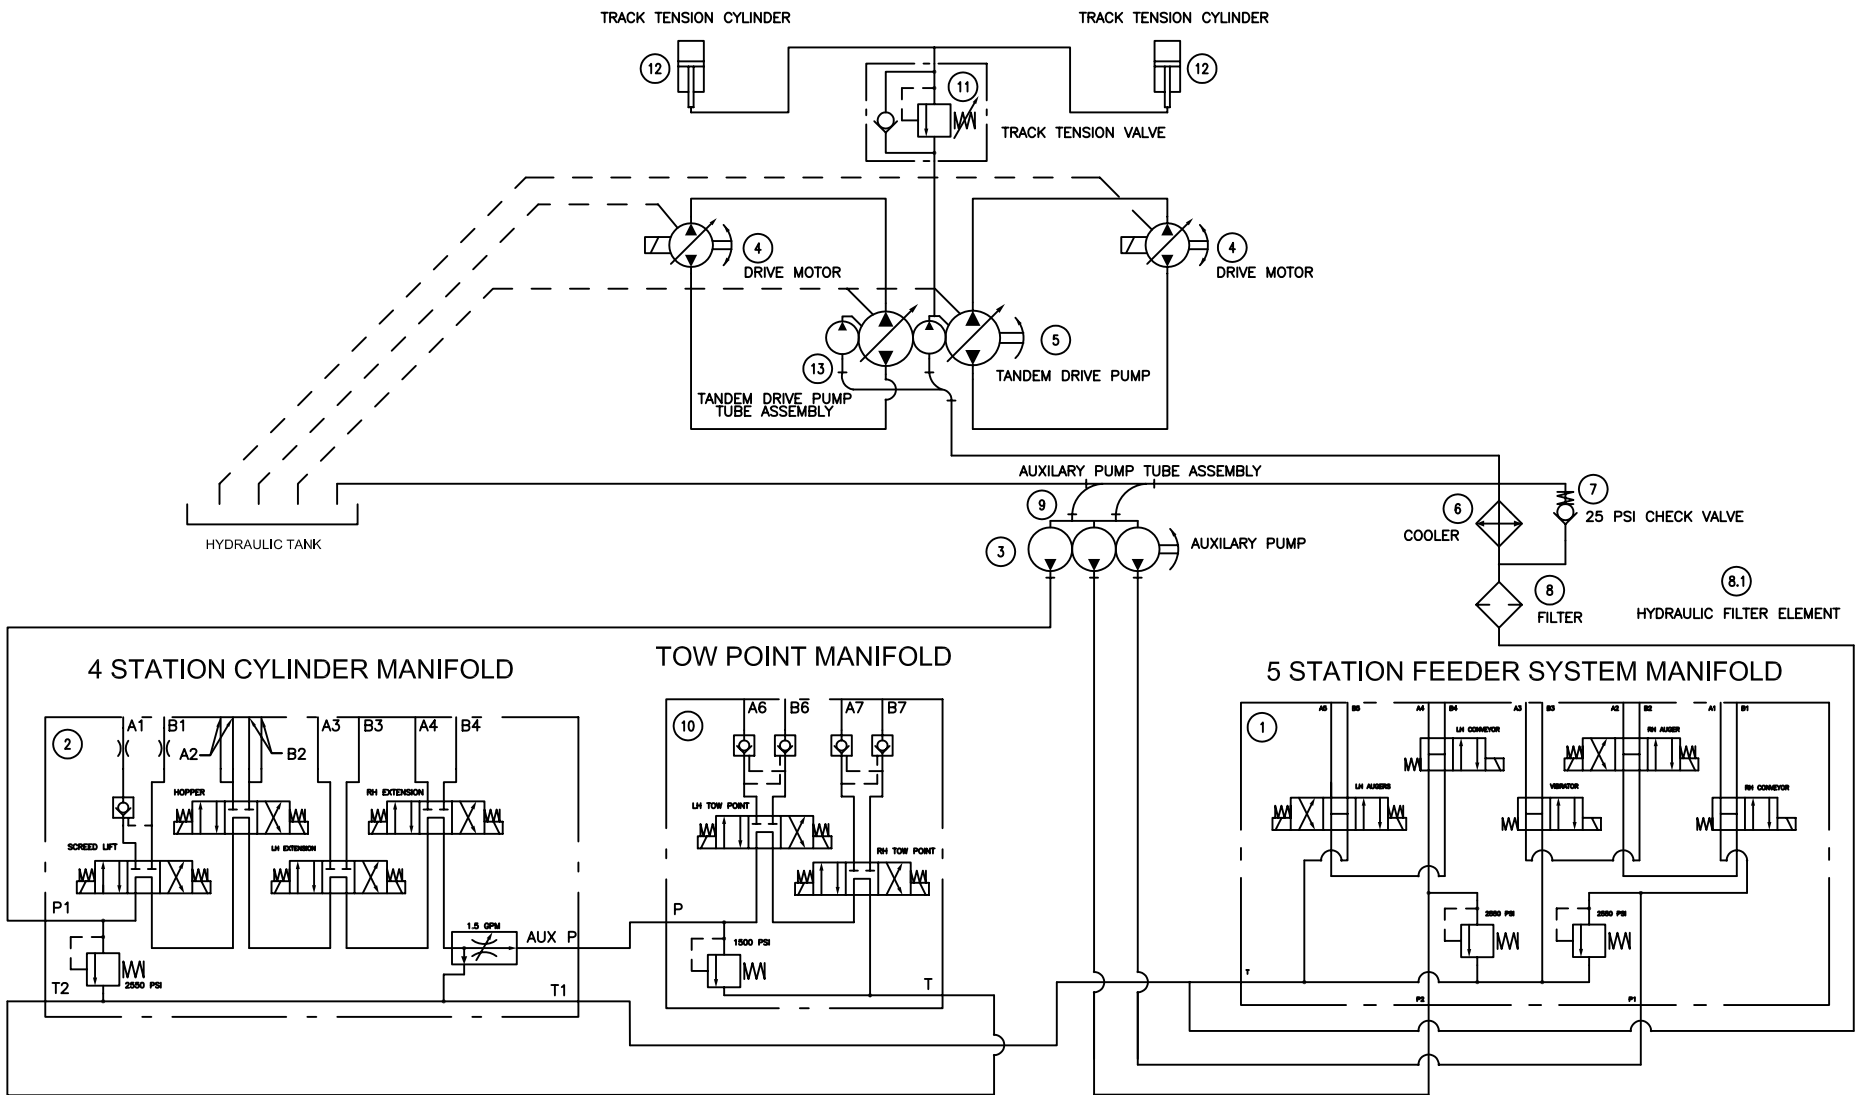 TRACK TENSION CYLINDER
TRACK TENSION CYLINDER
12
12
11
TRACK TENSION VALVE
4
DRIVE MOTOR
4
DRIVE MOTOR
5
TANDEM DRIVE PUMP
13
TANDEM DRIVE PUMP
TUBE ASSEMBLY
AUXILARY PUMP TUBE ASSEMBLY
9
3
AUXILARY PUMP
HYDRAULIC TANK
6
COOLER
7
25 PSI CHECK VALVE
8
FILTER
8.1
HYDRAULIC FILTER ELEMENT
4 STATION CYLINDER MANIFOLD
2
A1
B1
A2
B2
A3
B3
A4
B4
HOPPER
RH EXTENSION
SCREED LIFT
LH EXTENSION
P1
1.5 GPM
AUX P
2550 PSI
T2
T1
TOW POINT MANIFOLD
10
A6
B6
A7
B7
LH TOW POINT
RH TOW POINT
P
1500 PSI
T
5 STATION FEEDER SYSTEM MANIFOLD
1
A5
B5
A4
B4
A3
B3
A2
B2
A1
B1
LH CONVEYOR
RH AUGER
LH AUGERS
VIBRATOR
RH CONVEYOR
2550 PSI
2550 PSI
T
P2
P1